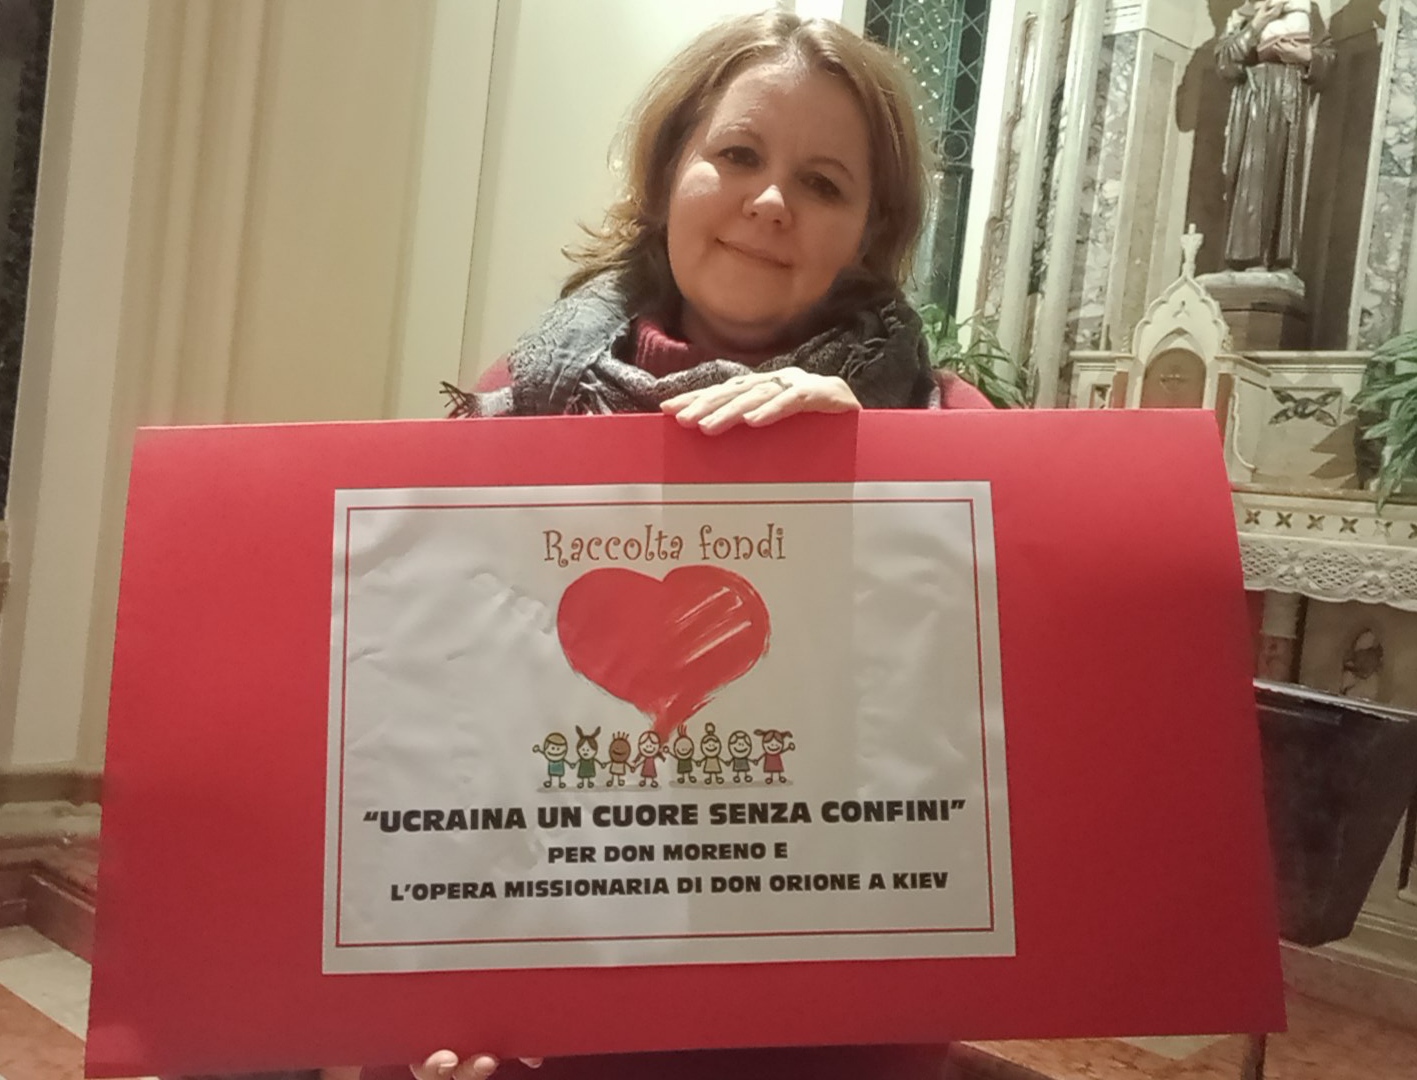 Raccolta fondi
“UCRAINA UN CUORE SENZA CONFINI”
PER DON MORENO E
L’OPERA MISSIONARIA DI DON ORIONE A KIEV